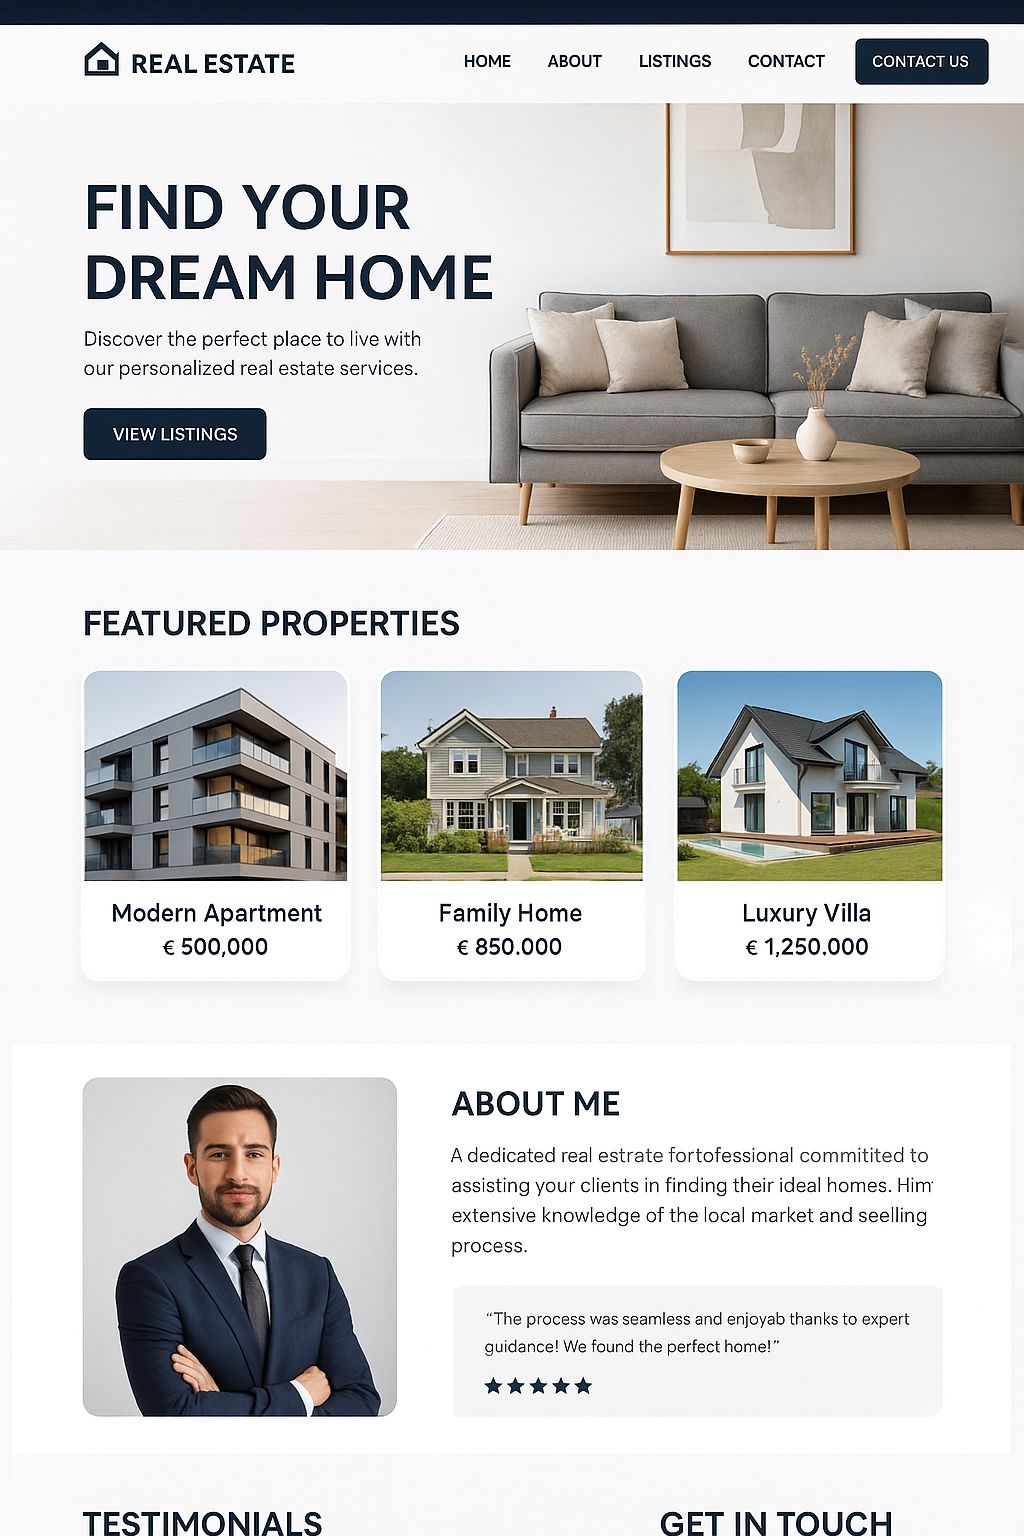 REAL ESTATE
HOME
ABOUT
LISTINGS
CONTACT
CONTACT US
FIND YOUR
DREAM HOME
Discover the perfect place to live with
our personalized real estate services.
VIEW LISTINGS
FEATURED PROPERTIES
Modern Apartment
€ 500,000
Family Home
€ 850.000
Luxury Villa
€ 1,250.000
ABOUT ME
A dedicated real estrate fortofessional commitited to
assisting your clients in finding their ideal homes. Him
extensive knowledge of the local market and seelling
process.
“The process was seamless and enjoyab thanks to expert
guidance! We found the perfect home!”
TESTIMONIALS
GET IN TOUCH